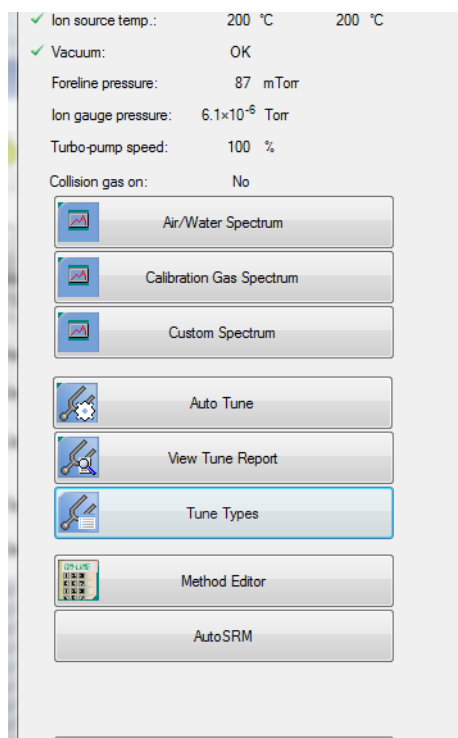 Ion source temp.: 200 °C 200 °C
Vacuum: OK
Foreline pressure: 87 mTorr
Ion gauge pressure: 6.1×10⁻⁶ Torr
Turbo-pump speed: 100 %
Collision gas on: No
Air/Water Spectrum
Calibration Gas Spectrum
Custom Spectrum
Auto Tune
View Tune Report
Tune Types
Method Editor
AutoSRM